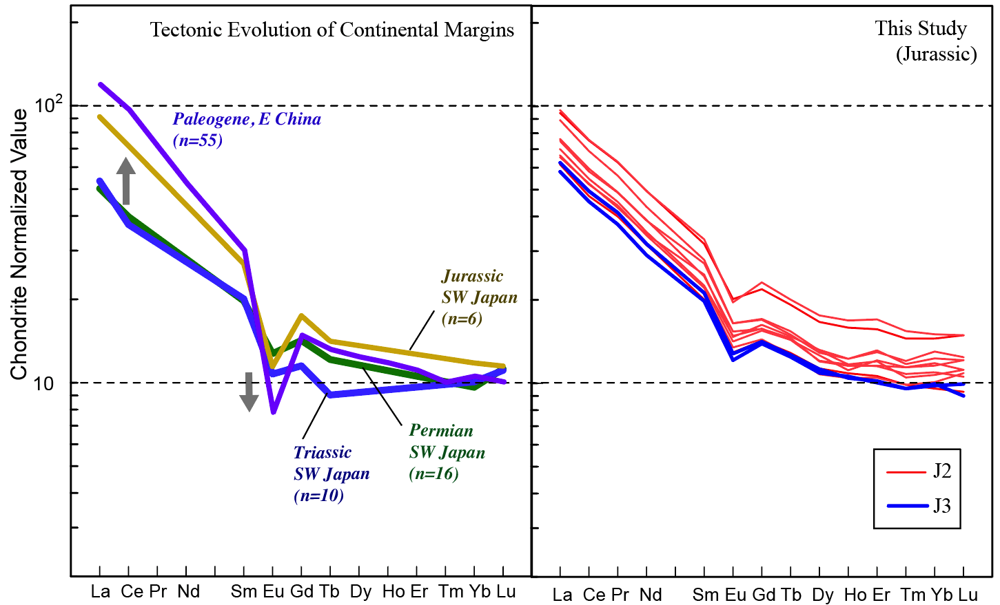 Tectonic Evolution of Continental Margins
This Study
(Jurassic)
Chondrite Normalized Value
10²
10
Paleogene, E China
(n=55)
Jurassic
SW Japan
(n=6)
Permian
SW Japan
(n=16)
Triassic
SW Japan
(n=10)
J2
J3
La Ce Pr Nd Sm Eu Gd Tb Dy Ho Er Tm Yb Lu
La Ce Pr Nd Sm Eu Gd Tb Dy Ho Er Tm Yb Lu